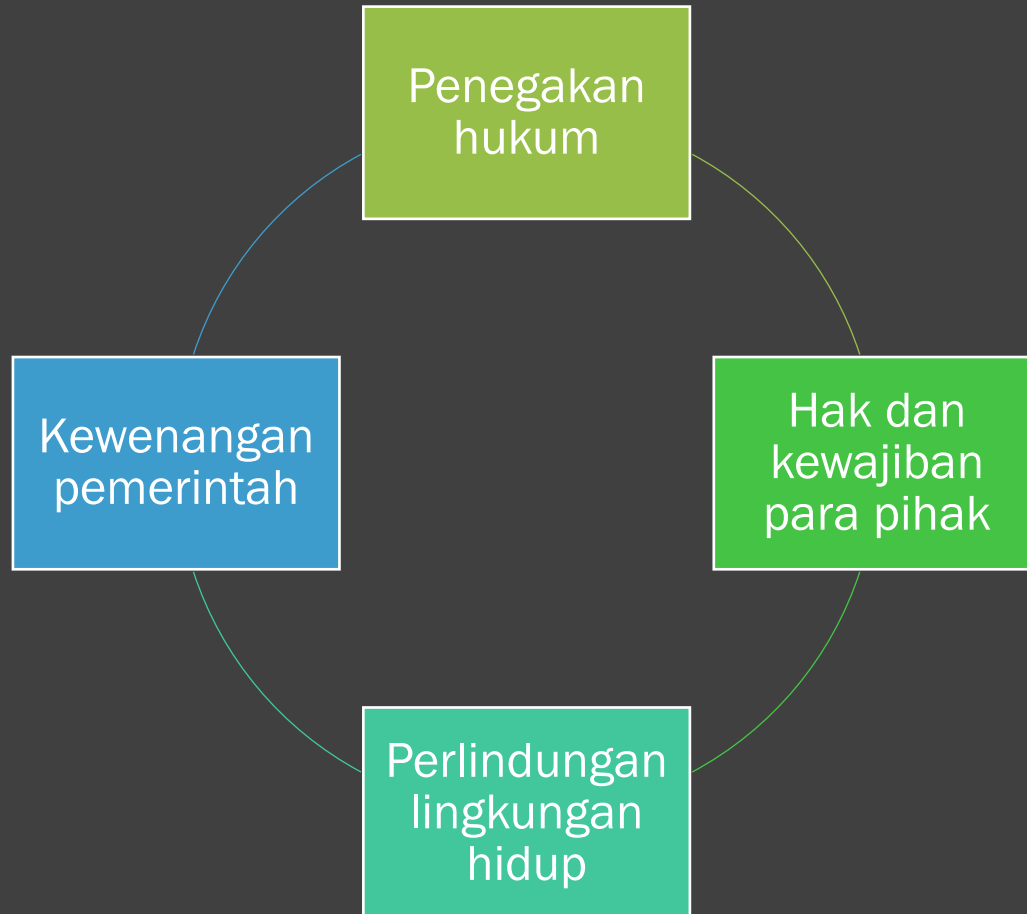 Penegakan
hukum
Kewenangan
pemerintah
Hak dan
kewajiban
para pihak
Perlindungan
lingkungan
hidup